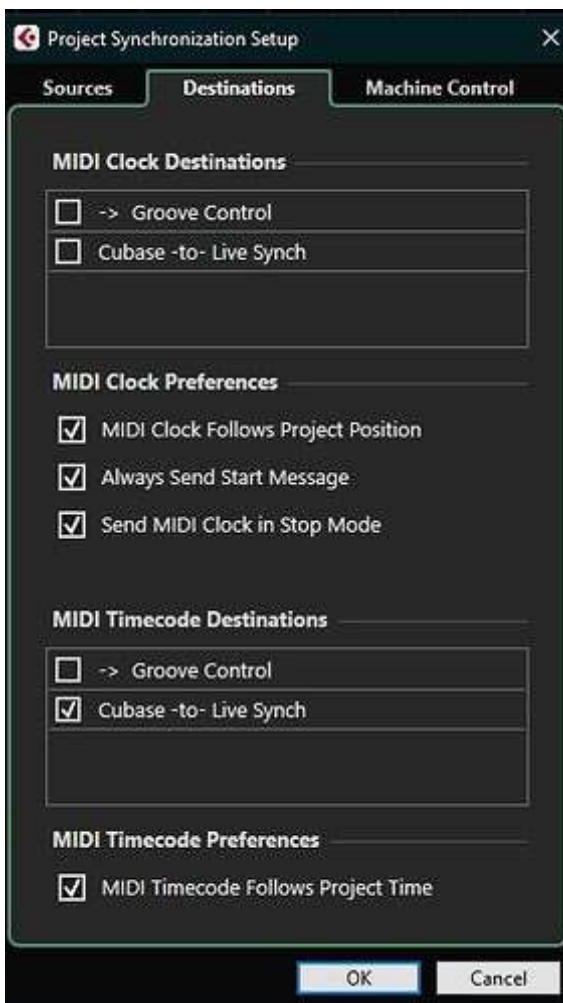 Project Synchronization Setup
Sources Destinations Machine Control
MIDI Clock Destinations
-> Groove Control
Cubase -to- Live Synch
MIDI Clock Preferences
MIDI Clock Follows Project Position
Always Send Start Message
Send MIDI Clock in Stop Mode
MIDI Timecode Destinations
-> Groove Control
Cubase -to- Live Synch
MIDI Timecode Preferences
MIDI Timecode Follows Project Time
OK Cancel